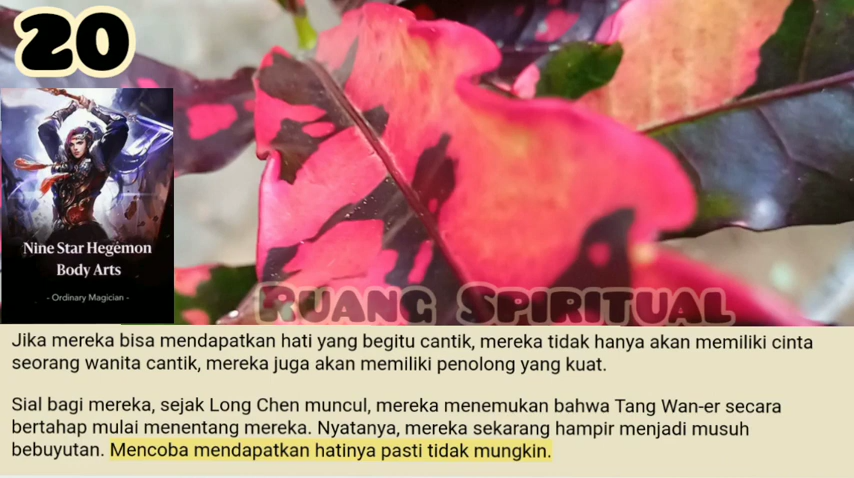 20
Nine Star Hegemon
Body Arts
- Ordinary Magician -
Ruang Spiritual
Jika mereka bisa mendapatkan hati yang begitu cantik, mereka tidak hanya akan memiliki cinta
seorang wanita cantik, mereka juga akan memiliki penolong yang kuat.
Sial bagi mereka, sejak Long Chen muncul, mereka menemukan bahwa Tang Wan-er secara
bertahap mulai menentang mereka. Nyatanya, mereka sekarang hampir menjadi musuh
bebuyutan. Mencoba mendapatkan hatinya pasti tidak mungkin.